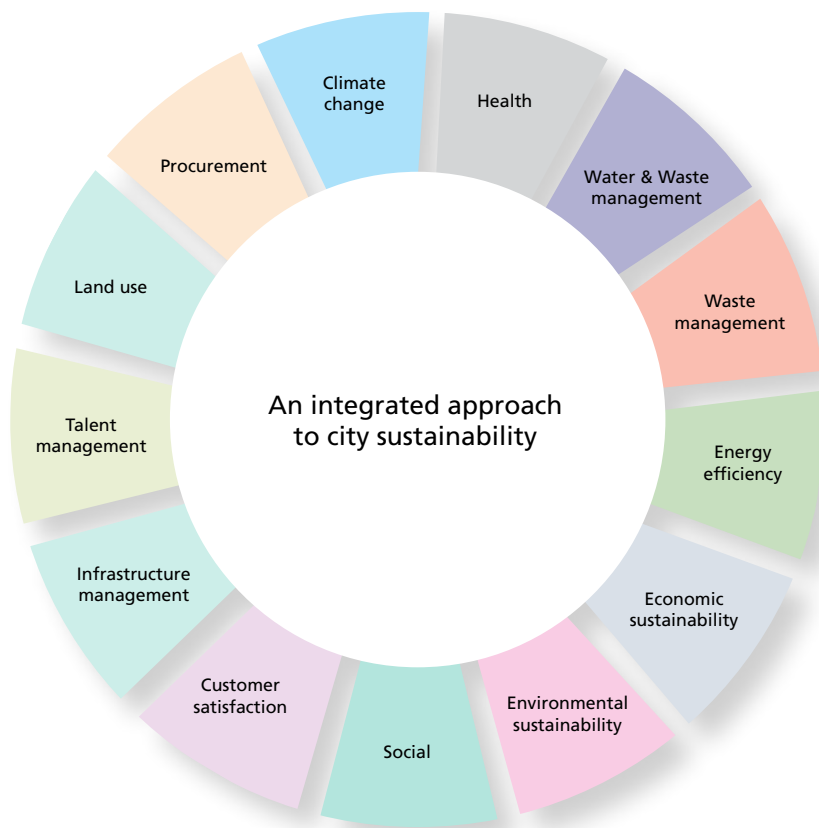 Climate
change
Health
Water & Waste
management
Waste
management
Energy
efficiency
Economic
sustainability
Environmental
sustainability
Social
Customer
satisfaction
Infrastructure
management
Talent
management
Land use
Procurement
An integrated approach
to city sustainability